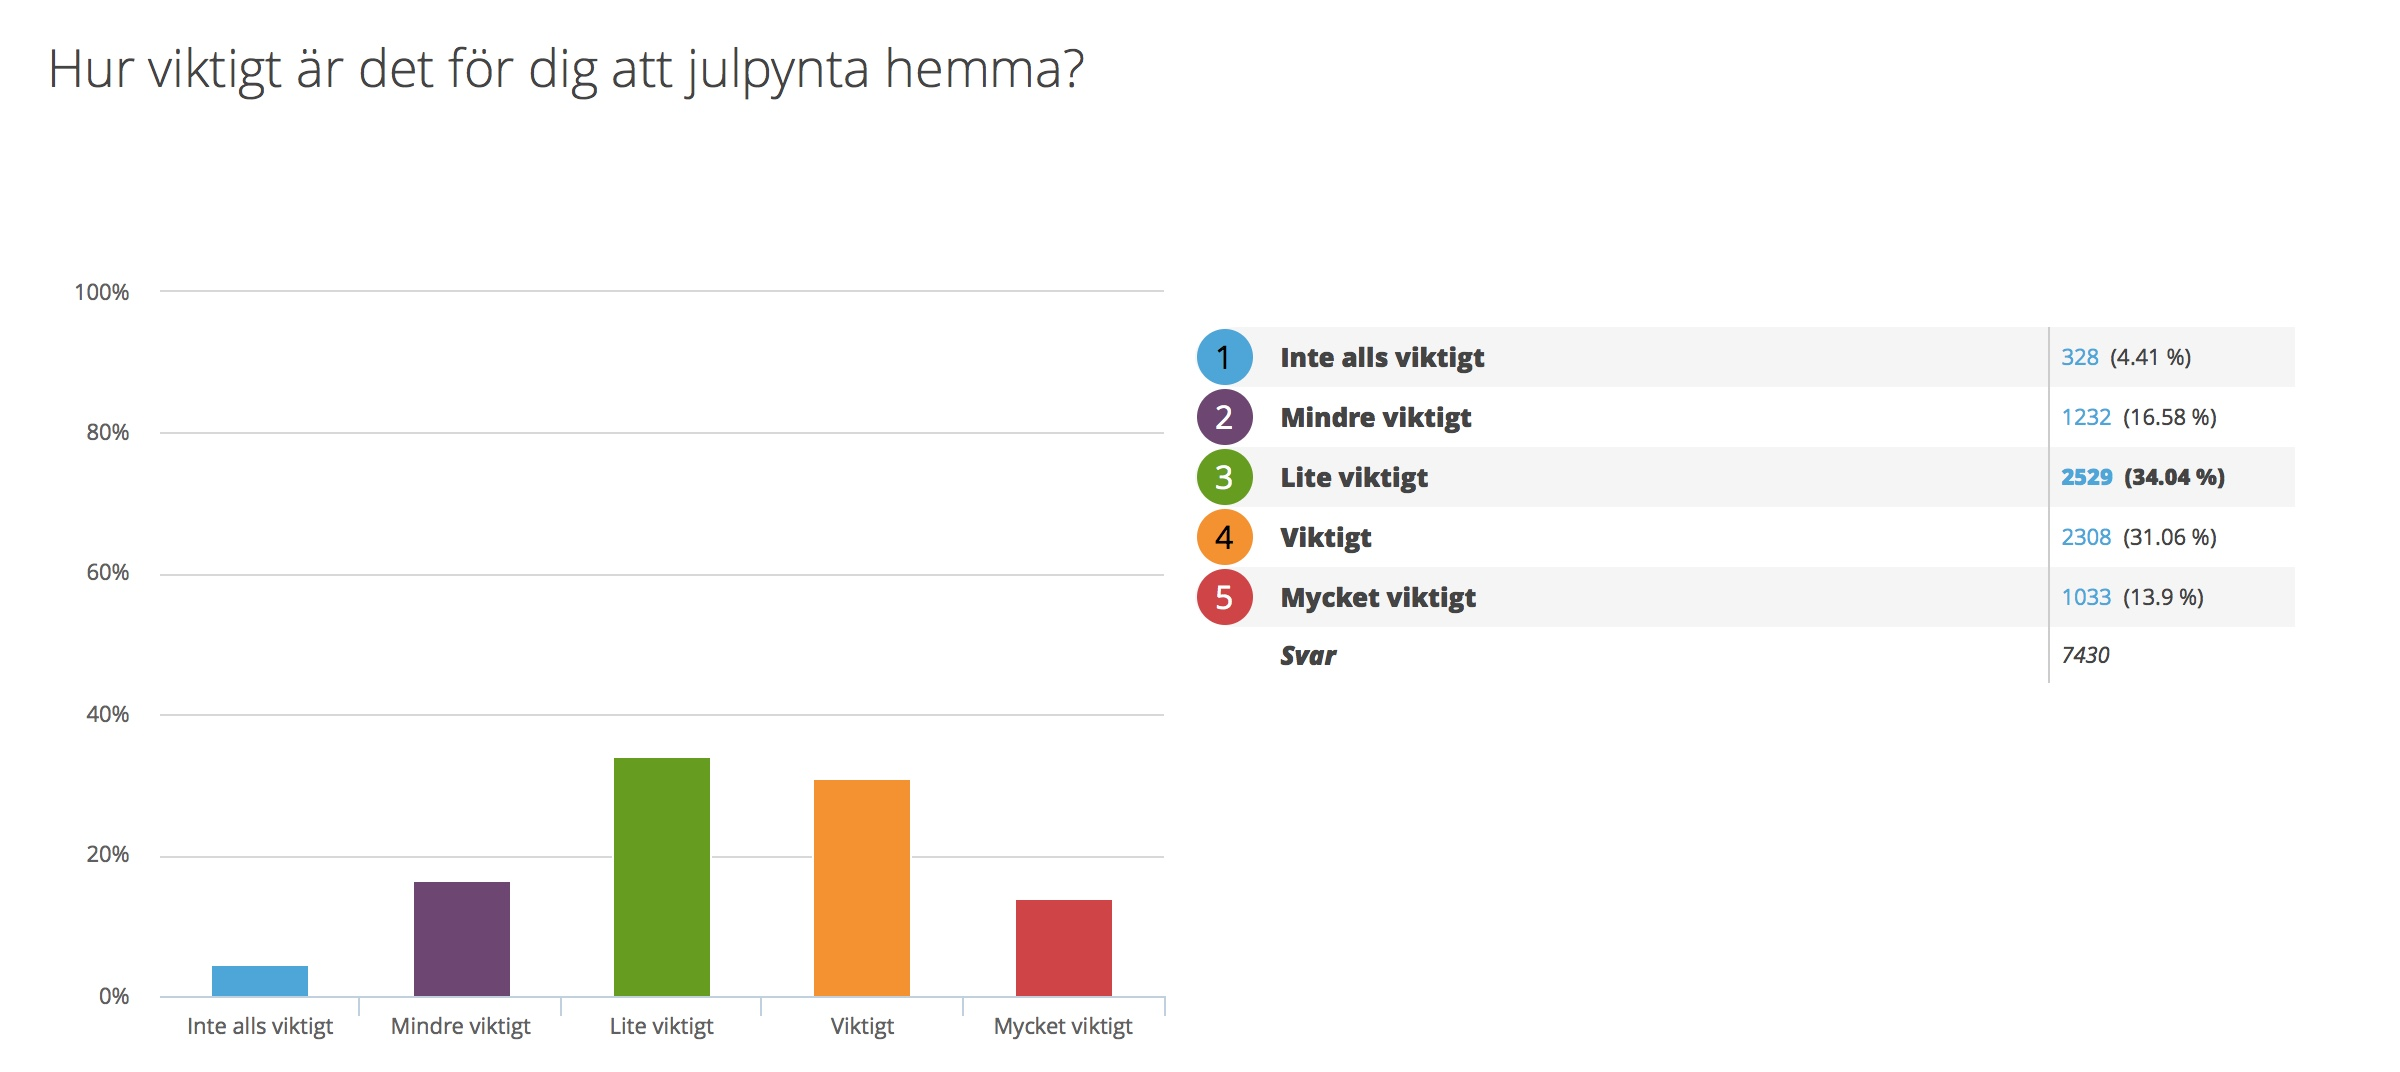 Hur viktigt är det för dig att julpynta hemma?
100%
80%
60%
40%
20%
0%
Inte alls viktigt
Mindre viktigt
Lite viktigt
Viktigt
Mycket viktigt
1 Inte alls viktigt 328 (4.41 %)
2 Mindre viktigt 1232 (16.58 %)
3 Lite viktigt 2529 (34.04 %)
4 Viktigt 2308 (31.06 %)
5 Mycket viktigt 1033 (13.9 %)
Svar 7430